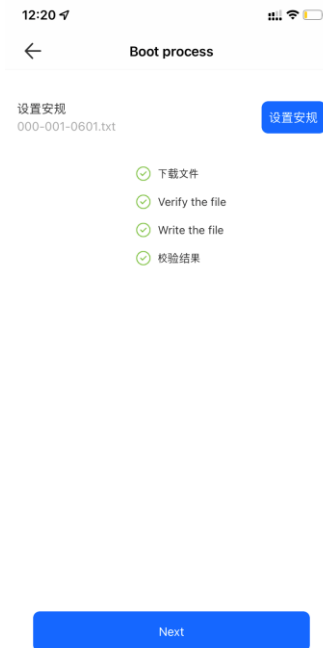 12:20
Boot process
设置安规
000-001-0601.txt
设置安规
下载文件
Verify the file
Write the file
校验结果
Next